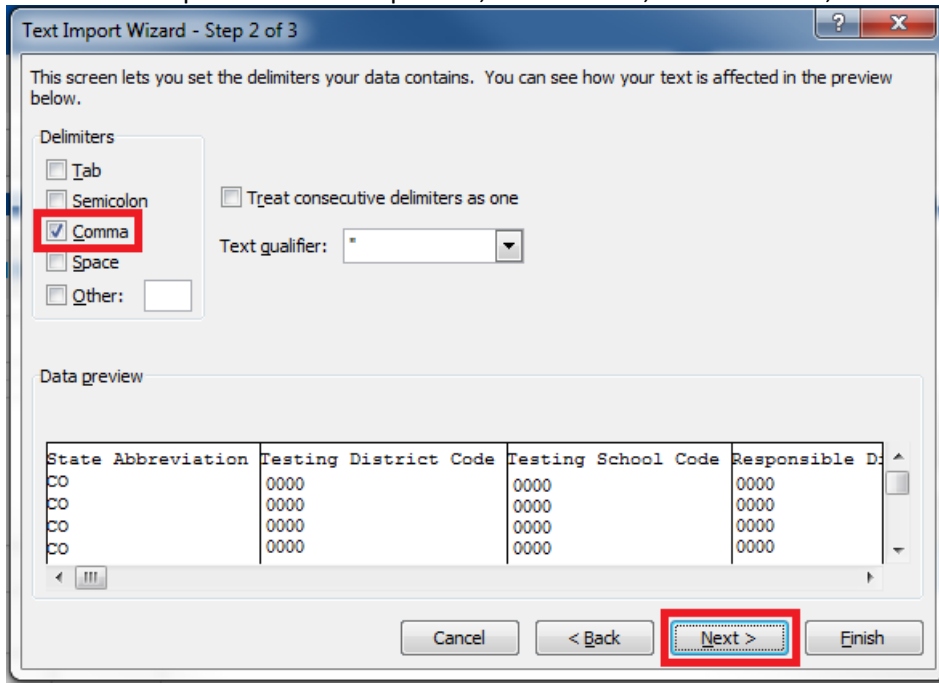 Text Import Wizard - Step 2 of 3
This screen lets you set the delimiters your data contains. You can see how your text is affected in the preview
below.
Delimiters
Tab
Semicolon
Treat consecutive delimiters as one
Comma
Text qualifier: "
Space
Other:
Data preview
State Abbreviation Testing District Code Testing School Code Responsible Di
CO 0000 0000 0000
CO 0000 0000 0000
CO 0000 0000 0000
CO 0000 0000 0000
Cancel < Back Next > Finish